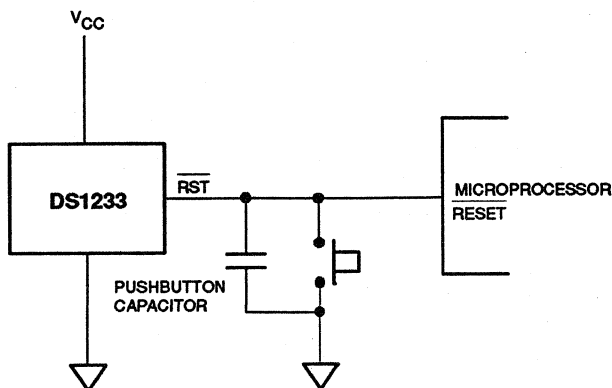 VCC
DS1233
RST
MICROPROCESSOR
RESET
PUSHBUTTON
CAPACITOR